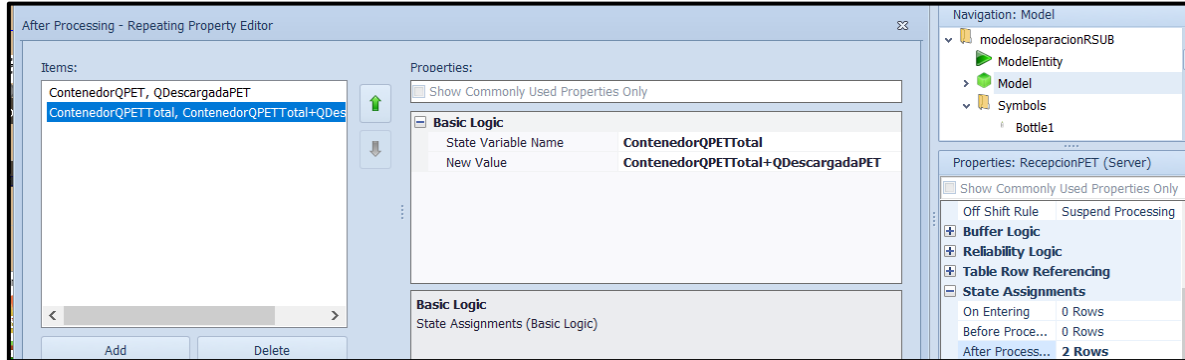 After Processing - Repeating Property Editor
Items:
ContenedorQPET, QDescargadaPET
ContenedorQPETTotal, ContenedorQPETTotal+QDes
Add
Delete
Properties:
Show Commonly Used Properties Only
Basic Logic
State Variable Name ContenedorQPETTotal
New Value ContenedorQPETTotal+QDescargadaPET
Basic Logic
State Assignments (Basic Logic)
Navigation: Model
modeloseparacionRSUB
ModelEntity
Model
Symbols
Bottle1
Properties: RecepcionPET (Server)
Show Commonly Used Properties Only
Off Shift Rule Suspend Processing
Buffer Logic
Reliability Logic
Table Row Referencing
State Assignments
On Entering 0 Rows
Before Proce... 0 Rows
After Process... 2 Rows